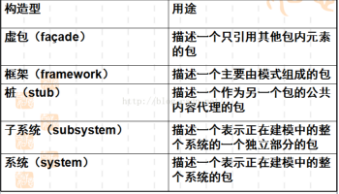 构造型 用途
虚包（façade） 描述一个只引用其他包内元素
的包
框架（framework） 描述一个主要由模式组成的包
桩（stub） 描述一个作为另一个包的公共
内容代理的包
子系统（subsystem） 描述一个表示正在建模中的整
个系统的一个独立部分的包
系统（system） 描述一个表示正在建模中的整
个系统的包